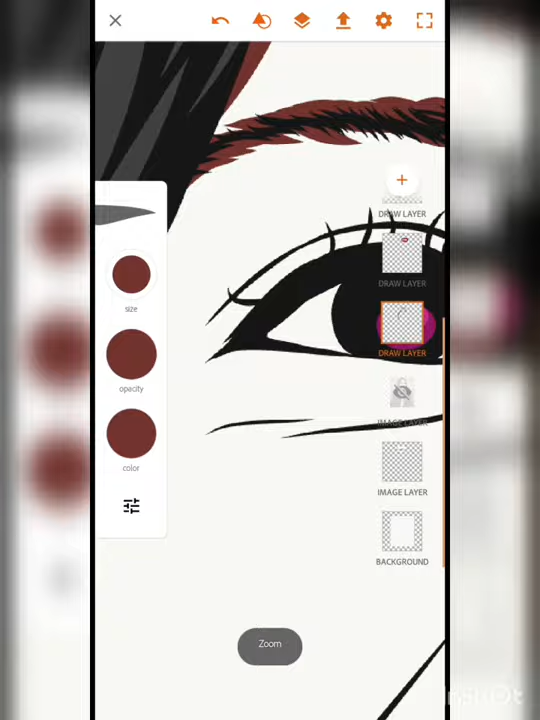 DRAW LAYER
size
DRAW LAYER
opacity
DRAW LAYER
color
IMAGE LAYER
IMAGE LAYER
BACKGROUND
Zoom